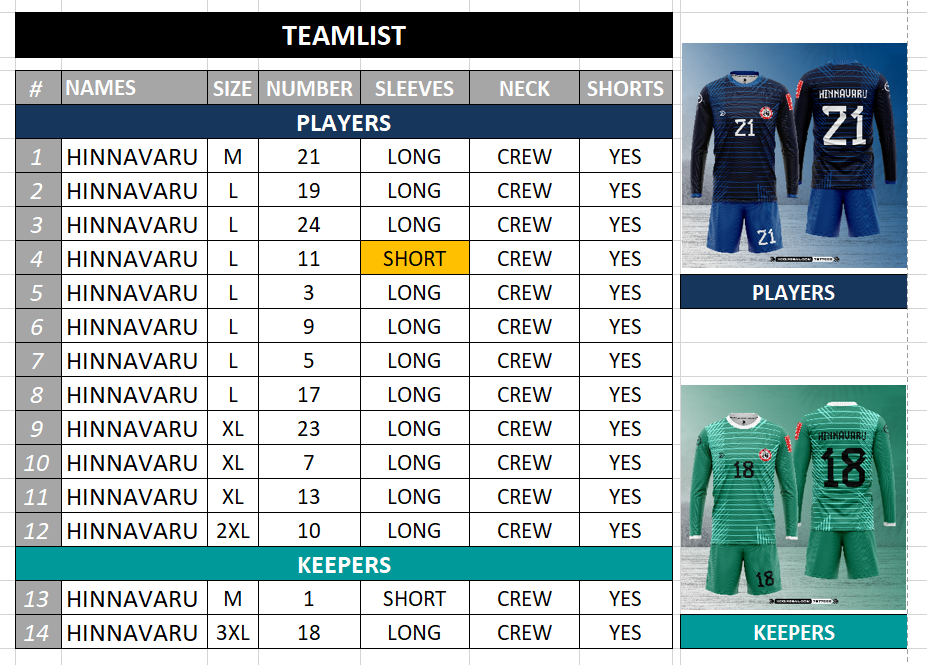 TEAMLIST
# NAMES SIZE NUMBER SLEEVES NECK SHORTS
PLAYERS
1 HINNAVARU M 21 LONG CREW YES
2 HINNAVARU L 19 LONG CREW YES
3 HINNAVARU L 24 LONG CREW YES
4 HINNAVARU L 11 SHORT CREW YES
5 HINNAVARU L 3 LONG CREW YES
6 HINNAVARU L 9 LONG CREW YES
7 HINNAVARU L 5 LONG CREW YES
8 HINNAVARU L 17 LONG CREW YES
9 HINNAVARU XL 23 LONG CREW YES
10 HINNAVARU XL 7 LONG CREW YES
11 HINNAVARU XL 13 LONG CREW YES
12 HINNAVARU 2XL 10 LONG CREW YES
KEEPERS
13 HINNAVARU M 1 SHORT CREW YES
14 HINNAVARU 3XL 18 LONG CREW YES
HINNAVARU
21
21
21
PLAYERS
HINNAVARU
18
18
18
KEEPERS